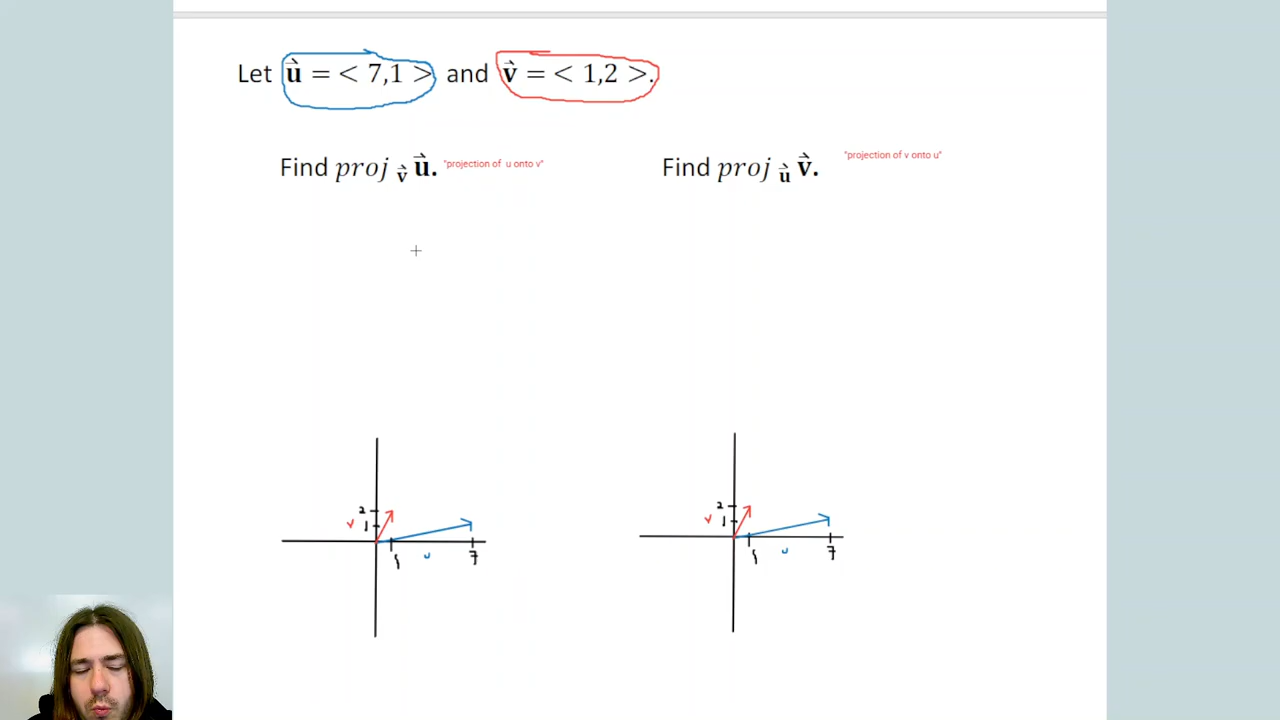 Let u⃗ = < 7,1 > and v⃗ = < 1,2 >.
Find proj v⃗ u⃗. "projection of u onto v"
Find proj u⃗ v⃗. "projection of v onto u"
2
v 1
1 u 7
2
v 1
1 u 7